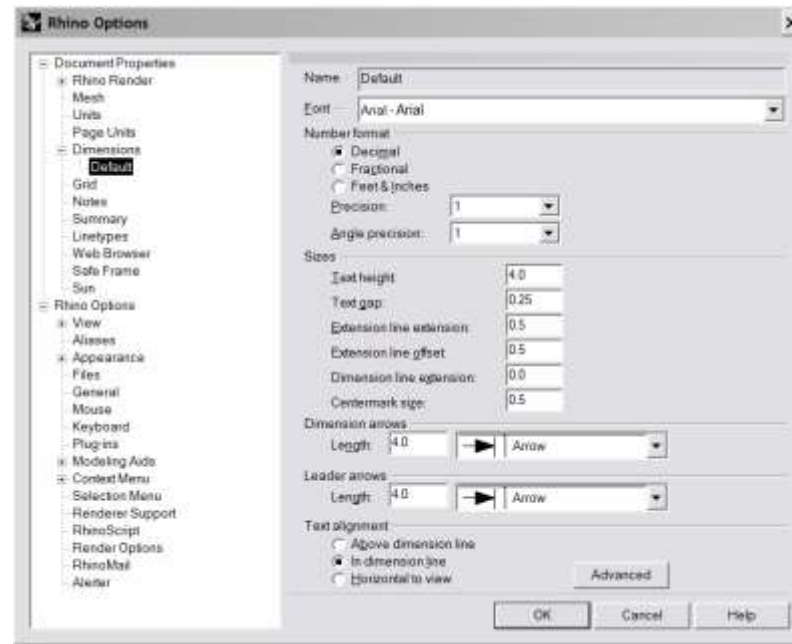 Rhino Options
Document Properties
Rhino Render
Mesh
Units
Page Units
Dimensions
Default
Grid
Notes
Summary
Linetypes
Web Browser
Safe Frame
Sun
Rhino Options
View
Aliases
Appearance
Files
General
Mouse
Keyboard
Plug-ins
Modeling Aids
Context Menu
Selection Menu
Renderer Support
RhinoScript
Render Options
RhinoMail
Alerter
Name Default
Font Arial - Arial
Number format
Decimal
Fractional
Feet & Inches
Precision: 1
Angle precision: 1
Sizes
Text height: 4.0
Text gap: 0.25
Extension line extension: 0.5
Extension line offset: 0.5
Dimension line extension: 0.0
Centermark size: 0.5
Dimension arrows
Length: 4.0 Arrow
Leader arrows
Length: 4.0 Arrow
Text alignment
Above dimension line
In dimension line
Horizontal to view
Advanced
OK Cancel Help